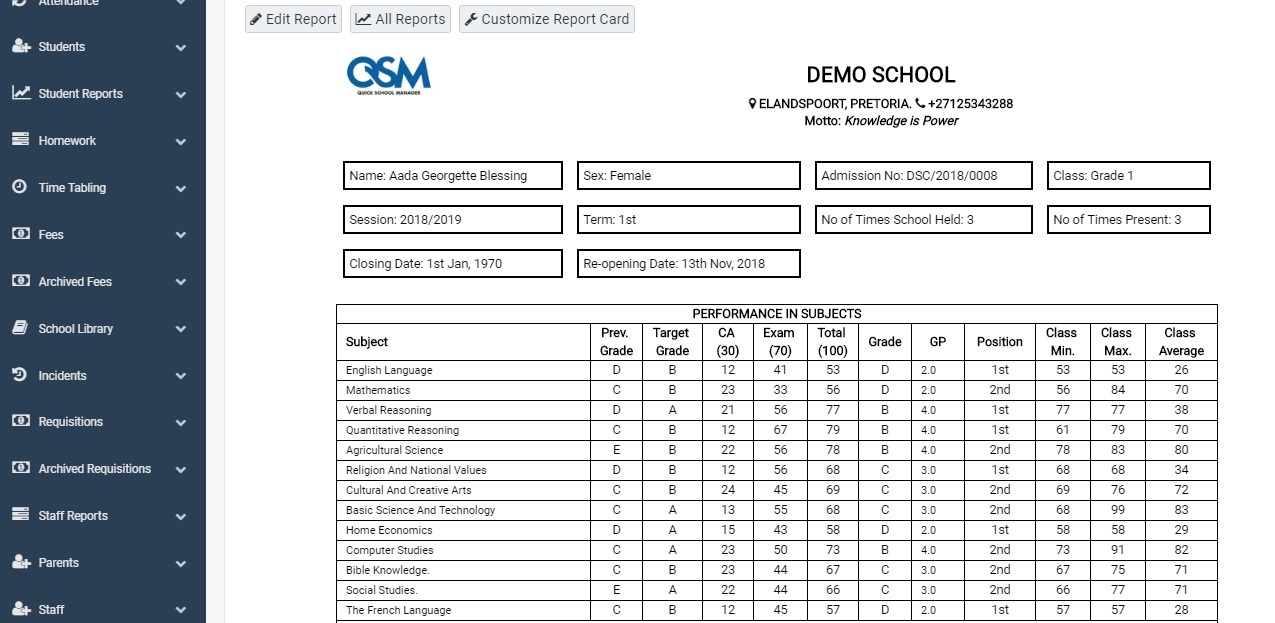 Attendance
Students
Student Reports
Homework
Time Tabling
Fees
Archived Fees
School Library
Incidents
Requisitions
Archived Requisitions
Staff Reports
Parents
Staff
Edit Report All Reports Customize Report Card
QSM
QUICK SCHOOL MANAGER
DEMO SCHOOL
ELANDSPOORT, PRETORIA. +27125343288
Motto: Knowledge is Power
Name: Aada Georgette Blessing Sex: Female Admission No: DSC/2018/0008 Class: Grade 1
Session: 2018/2019 Term: 1st No of Times School Held: 3 No of Times Present: 3
Closing Date: 1st Jan, 1970 Re-opening Date: 13th Nov, 2018
PERFORMANCE IN SUBJECTS
Subject Prev. Grade Target Grade CA (30) Exam (70) Total (100) Grade GP Position Class Min. Class Max. Class Average
English Language D B 12 41 53 D 2.0 1st 53 53 26
Mathematics C B 23 33 56 D 2.0 2nd 56 84 70
Verbal Reasoning D A 21 56 77 B 4.0 1st 77 77 38
Quantitative Reasoning C B 12 67 79 B 4.0 1st 61 79 70
Agricultural Science E B 22 56 78 B 4.0 2nd 78 83 80
Religion And National Values D B 12 56 68 C 3.0 1st 68 68 34
Cultural And Creative Arts C B 24 45 69 C 3.0 2nd 69 76 72
Basic Science And Technology C A 13 55 68 C 3.0 2nd 68 99 83
Home Economics D A 15 43 58 D 2.0 1st 58 58 29
Computer Studies C A 23 50 73 B 4.0 2nd 73 91 82
Bible Knowledge. C B 23 44 67 C 3.0 2nd 67 75 71
Social Studies. E A 22 44 66 C 3.0 2nd 66 77 71
The French Language C B 12 45 57 D 2.0 1st 57 57 28